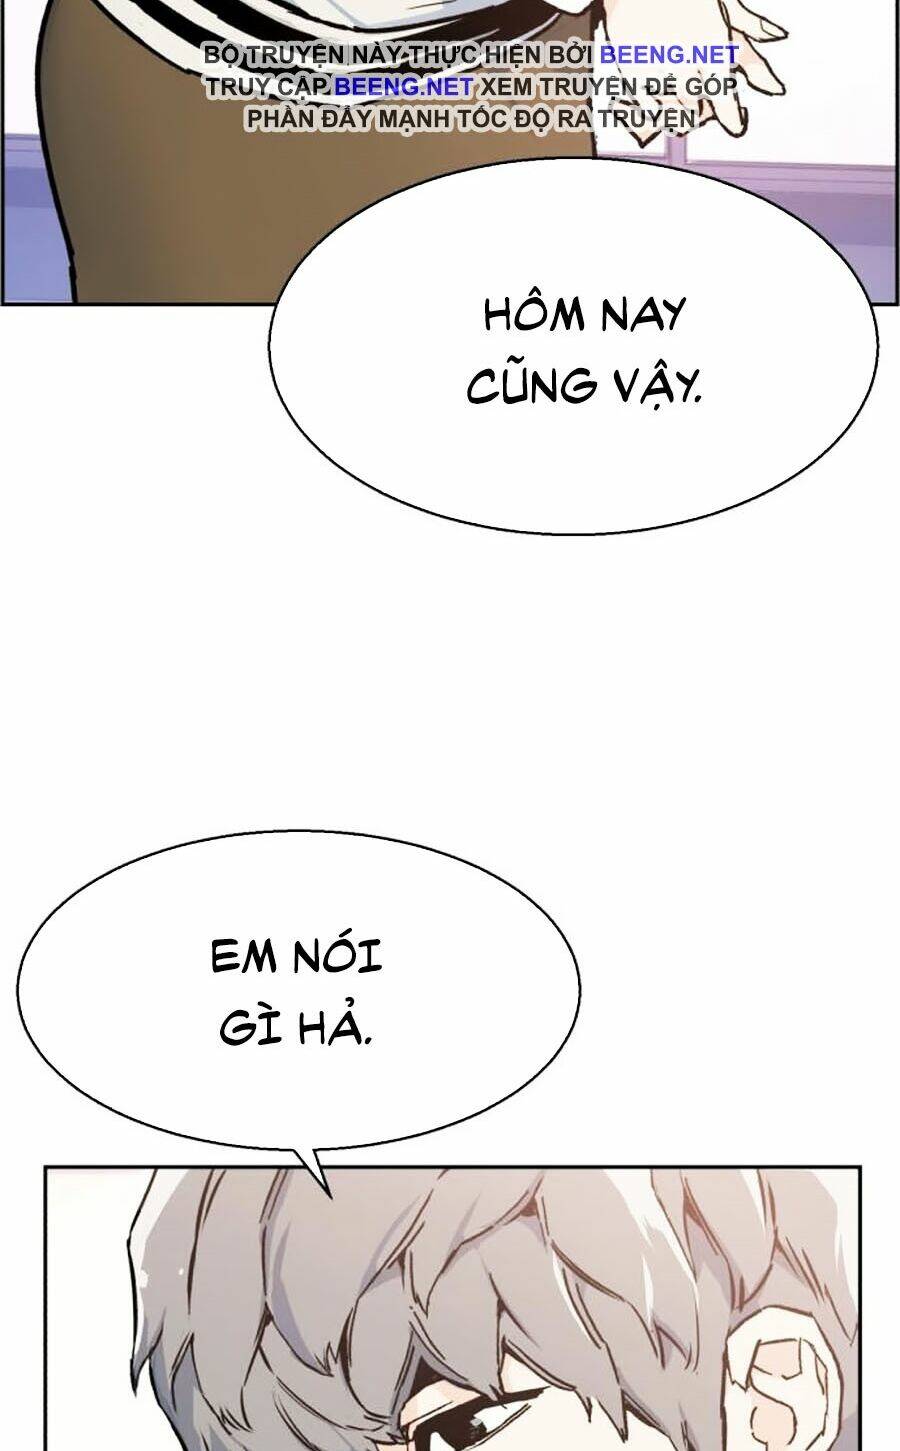 BỘ TRUYỆN NÀY THỰC HIỆN BỞI BEENG.NET
TRUY CẬP BEENG.NET XEM TRUYỆN ĐỂ GÓP
PHẦN ĐẨY MẠNH TỐC ĐỘ RA TRUYỆN
HÔM NAY
CŨNG VẬY.
EM NÓI
GÌ HẢ.